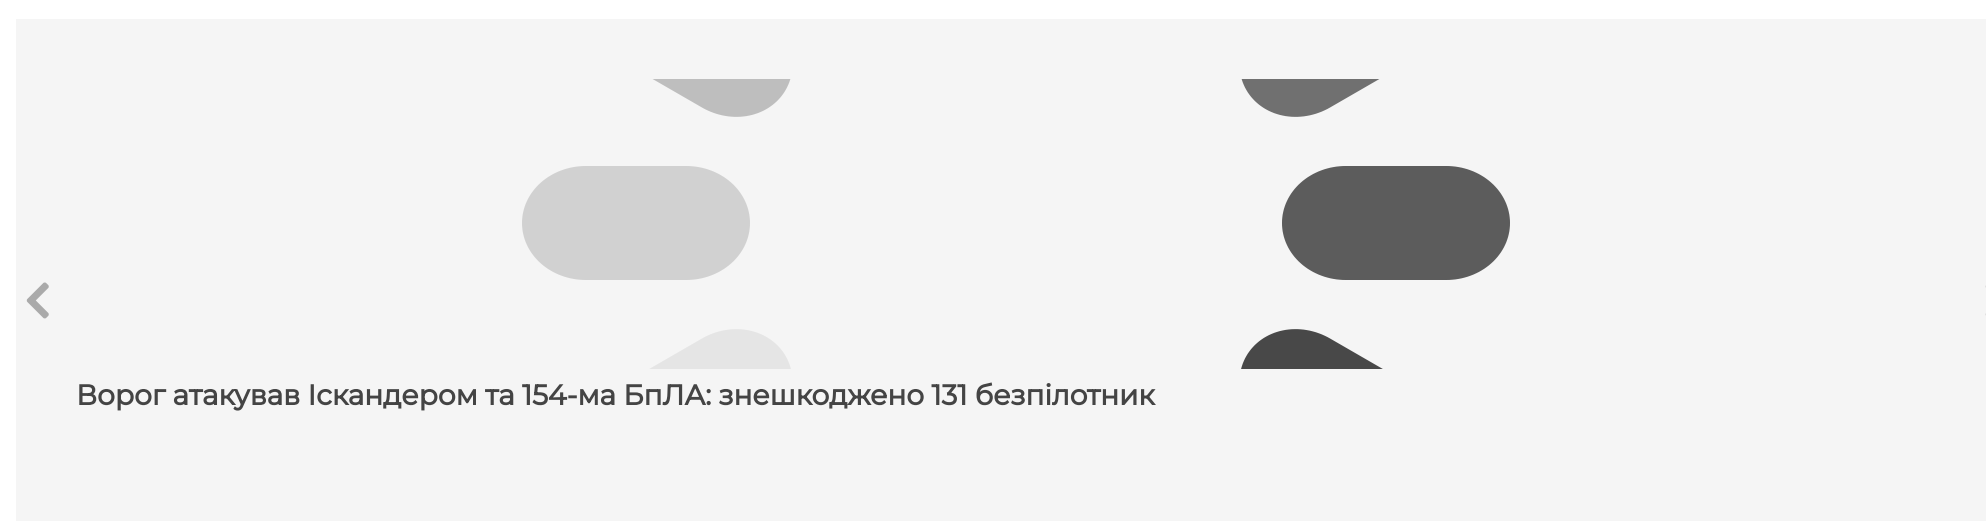 Ворог атакував Іскандером та 154-ма БпЛА: знешкоджено 131 безпілотник